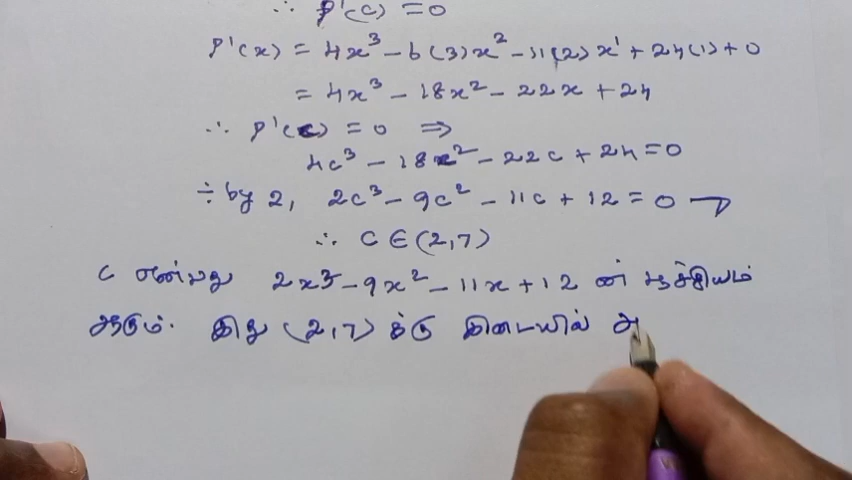 ∴ f'(c) = 0
f'(x) = 4x³ - 6(3)x² - 11(2)x¹ + 24(1) + 0
= 4x³ - 18x² - 22x + 24
∴ f'(c) = 0 ⇒
4c³ - 18x² - 22c + 24 = 0
÷ by 2, 2c³ - 9c² - 11c + 12 = 0 →
∴ C ∈ (2,7)
C என்பது 2x³ - 9x² - 11x + 12 ன் பூச்சியம்
ஆகும். இது (2,7) க்கு இடையில் அ